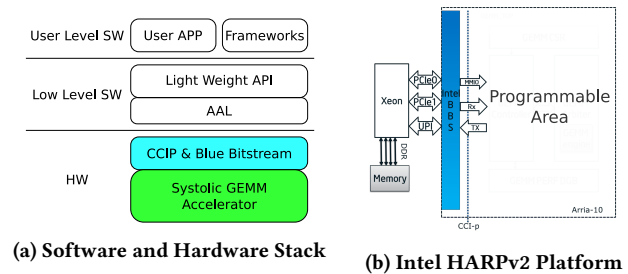 User Level SW
User APP
Frameworks
Low Level SW
Light Weight API
AAL
HW
CCIP & Blue Bitstream
Systolic GEMM
Accelerator
(a) Software and Hardware Stack
Xeon
PCIe0
PCIe1
UPI
DDR
Memory
Intel
B
B
S
MMIO
Rx
TX
Programmable
Area
Arria-10
CCI-p
(b) Intel HARPv2 Platform